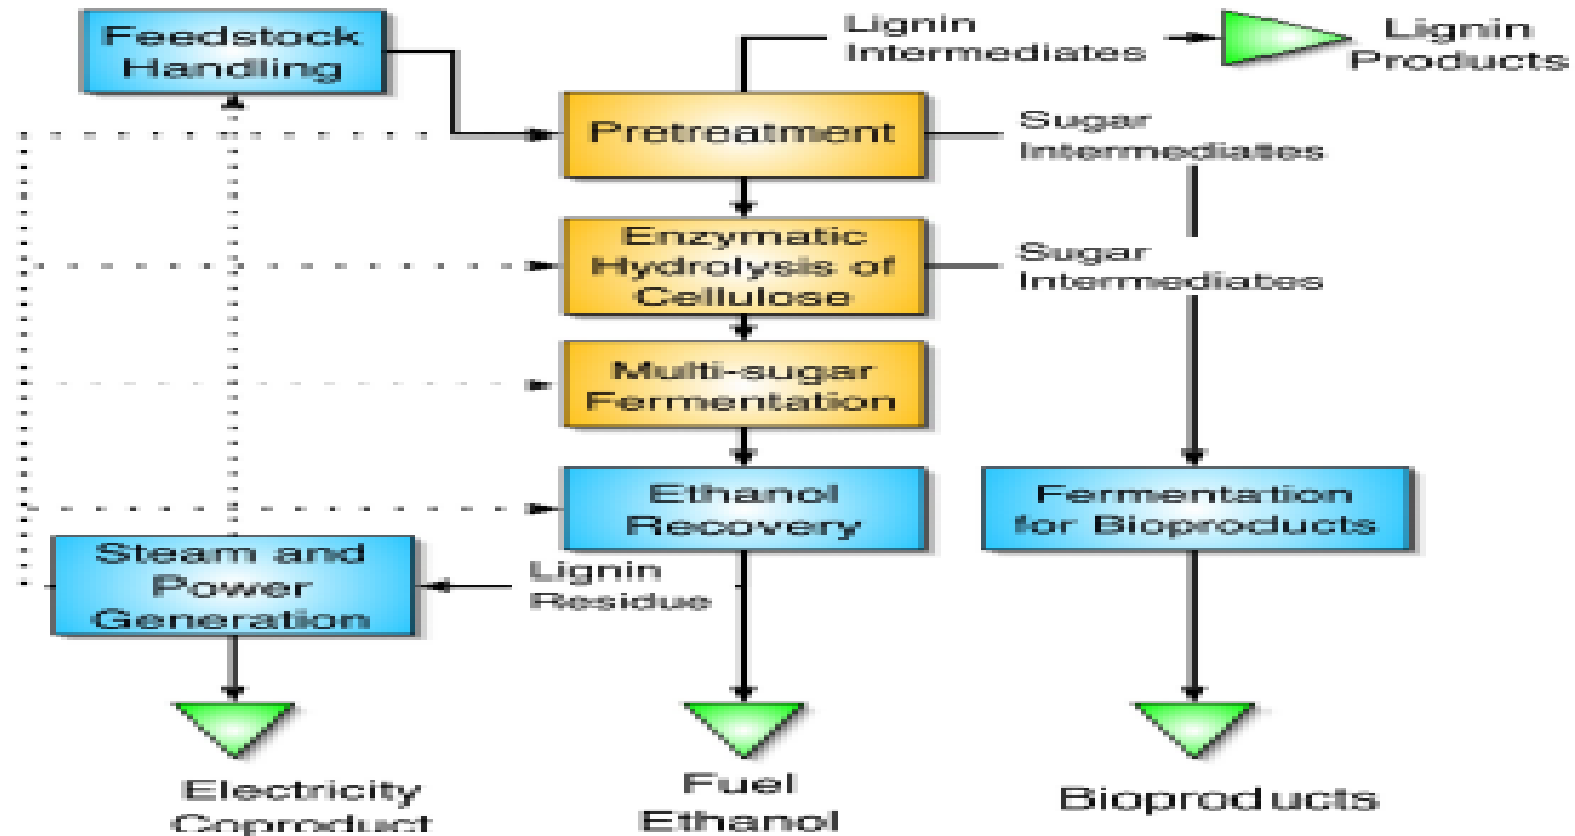 Feedstock
Handling
Lignin
Intermediates
Lignin
Products
Pretreatment
Sugar
Intermediates
Enzymatic
Hydrolysis of
Cellulose
Sugar
Intermediates
Multi-sugar
Fermentation
Ethanol
Recovery
Fermentation
for Bioproducts
Steam and
Power
Generation
Lignin
Residue
Electricity
Coproduct
Fuel
Ethanol
Bioproducts